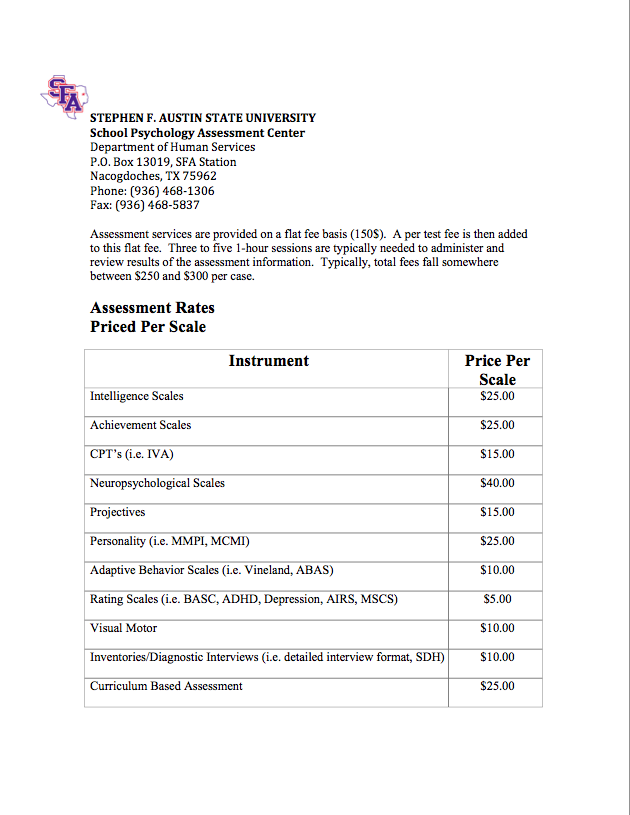 SFA
STEPHEN F. AUSTIN STATE UNIVERSITY
School Psychology Assessment Center
Department of Human Services
P.O. Box 13019, SFA Station
Nacogdoches, TX 75962
Phone: (936) 468-1306
Fax: (936) 468-5837
Assessment services are provided on a flat fee basis (150$).  A per test fee is then added
to this flat fee.  Three to five 1-hour sessions are typically needed to administer and
review results of the assessment information.  Typically, total fees fall somewhere
between $250 and $300 per case.
Assessment Rates
Priced Per Scale
Instrument Price Per
Scale
Intelligence Scales $25.00
Achievement Scales $25.00
CPT's (i.e. IVA) $15.00
Neuropsychological Scales $40.00
Projectives $15.00
Personality (i.e. MMPI, MCMI) $25.00
Adaptive Behavior Scales (i.e. Vineland, ABAS) $10.00
Rating Scales (i.e. BASC, ADHD, Depression, AIRS, MSCS) $5.00
Visual Motor $10.00
Inventories/Diagnostic Interviews (i.e. detailed interview format, SDH) $10.00
Curriculum Based Assessment $25.00